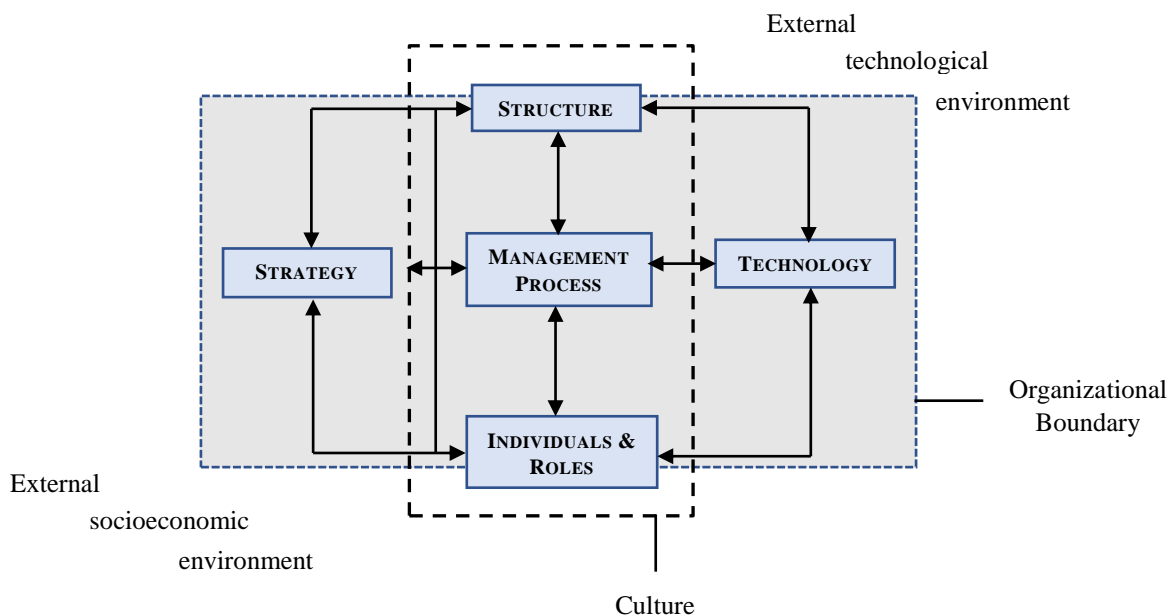 External
technological
environment
STRUCTURE
MANAGEMENT
PROCESS
STRATEGY
TECHNOLOGY
Organizational
Boundary
INDIVIDUALS &
ROLES
External
socioeconomic
environment
Culture